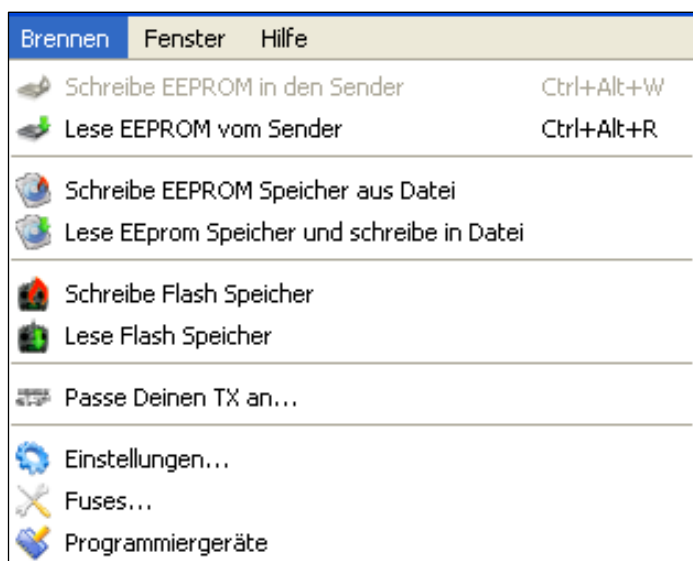 Brennen Fenster Hilfe
Schreibe EEPROM in den Sender Ctrl+Alt+W
Lese EEPROM vom Sender Ctrl+Alt+R
Schreibe EEPROM Speicher aus Datei
Lese EEprom Speicher und schreibe in Datei
Schreibe Flash Speicher
Lese Flash Speicher
Passe Deinen TX an...
Einstellungen...
Fuses...
Programmiergeräte